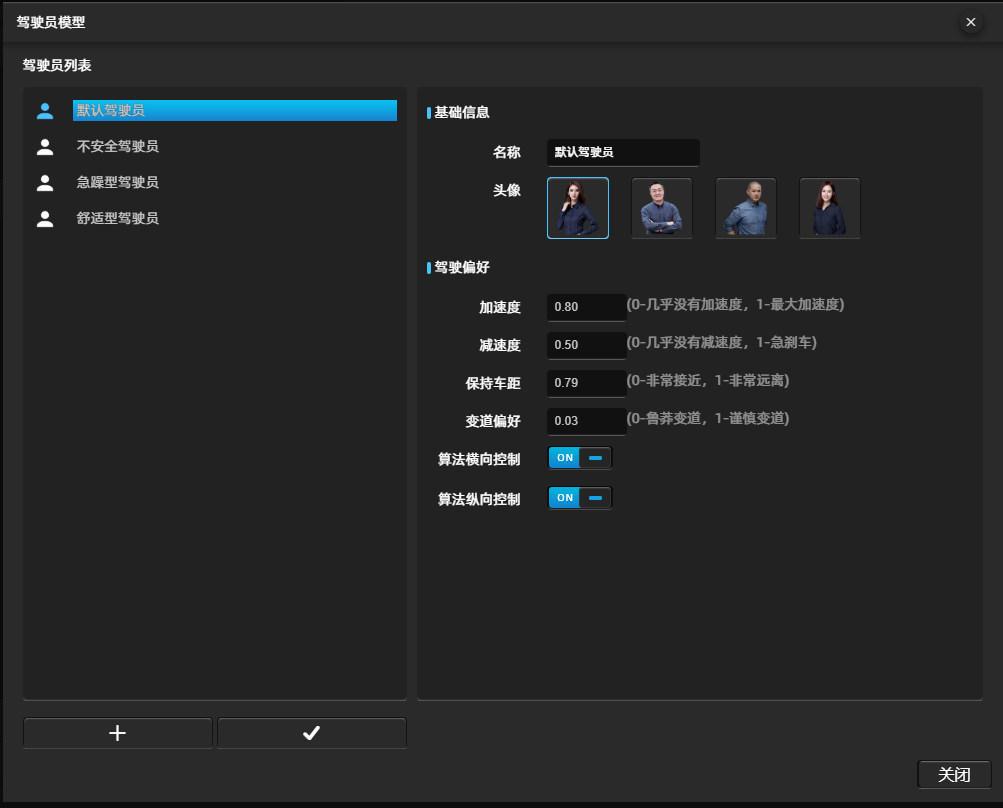 驾驶员模型
驾驶员列表
默认驾驶员
不安全驾驶员
急躁型驾驶员
舒适型驾驶员
基础信息
名称 默认驾驶员
头像
驾驶偏好
加速度 0.80 (0-几乎没有加速度，1-最大加速度)
减速度 0.50 (0-几乎没有减速度，1-急刹车)
保持车距 0.79 (0-非常接近，1-非常远离)
变道偏好 0.03 (0-鲁莽变道，1-谨慎变道)
算法横向控制 ON
算法纵向控制 ON
关闭